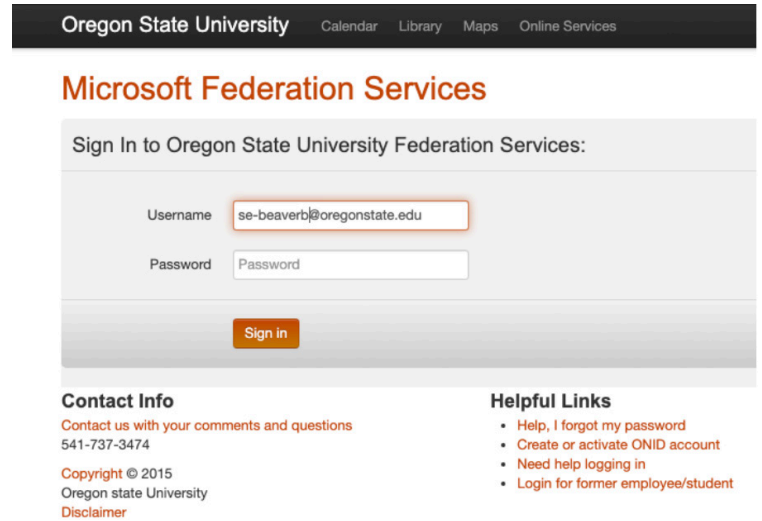 Oregon State University Calendar Library Maps Online Services
Microsoft Federation Services
Sign In to Oregon State University Federation Services:
Username se-beaverb@oregonstate.edu
Password Password
Sign in
Contact Info
Contact us with your comments and questions
541-737-3474
Copyright © 2015
Oregon state University
Disclaimer
Helpful Links
• Help, I forgot my password
• Create or activate ONID account
• Need help logging in
• Login for former employee/student